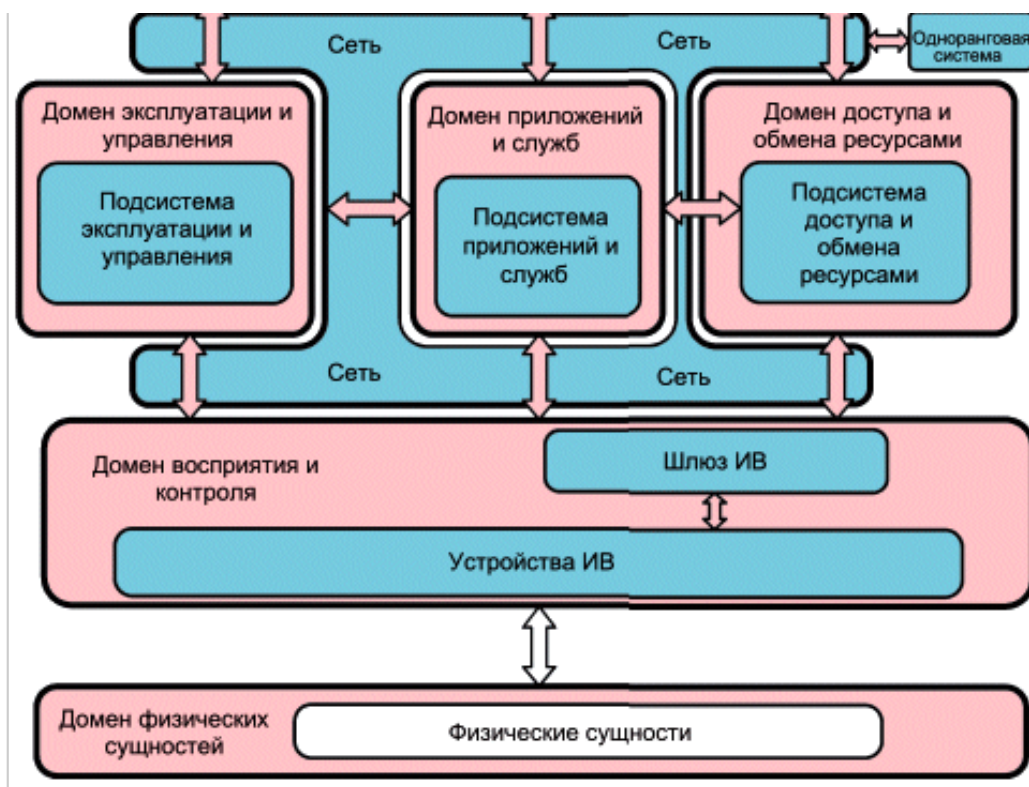 Сеть
Сеть
Одноранговая
система
Домен эксплуатации и
управления
Подсистема
эксплуатации и
управления
Домен приложений
и служб
Подсистема
приложений и
служб
Домен доступа и
обмена ресурсами
Подсистема
доступа и
обмена
ресурсами
Сеть
Сеть
Домен восприятия и
контроля
Шлюз ИВ
Устройства ИВ
Домен физических
сущностей
Физические сущности